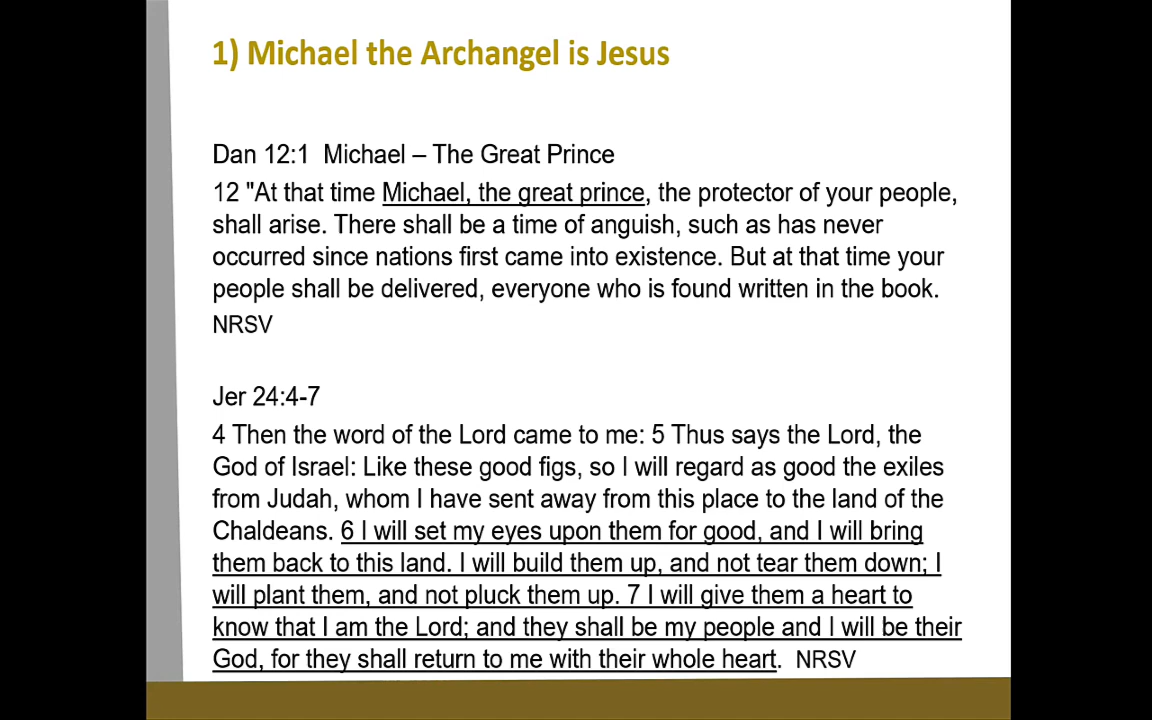 1) Michael the Archangel is Jesus
Dan 12:1  Michael – The Great Prince
12 "At that time Michael, the great prince, the protector of your people,
shall arise. There shall be a time of anguish, such as has never
occurred since nations first came into existence. But at that time your
people shall be delivered, everyone who is found written in the book.
NRSV
Jer 24:4-7
4 Then the word of the Lord came to me: 5 Thus says the Lord, the
God of Israel: Like these good figs, so I will regard as good the exiles
from Judah, whom I have sent away from this place to the land of the
Chaldeans. 6 I will set my eyes upon them for good, and I will bring
them back to this land. I will build them up, and not tear them down; I
will plant them, and not pluck them up. 7 I will give them a heart to
know that I am the Lord; and they shall be my people and I will be their
God, for they shall return to me with their whole heart.  NRSV